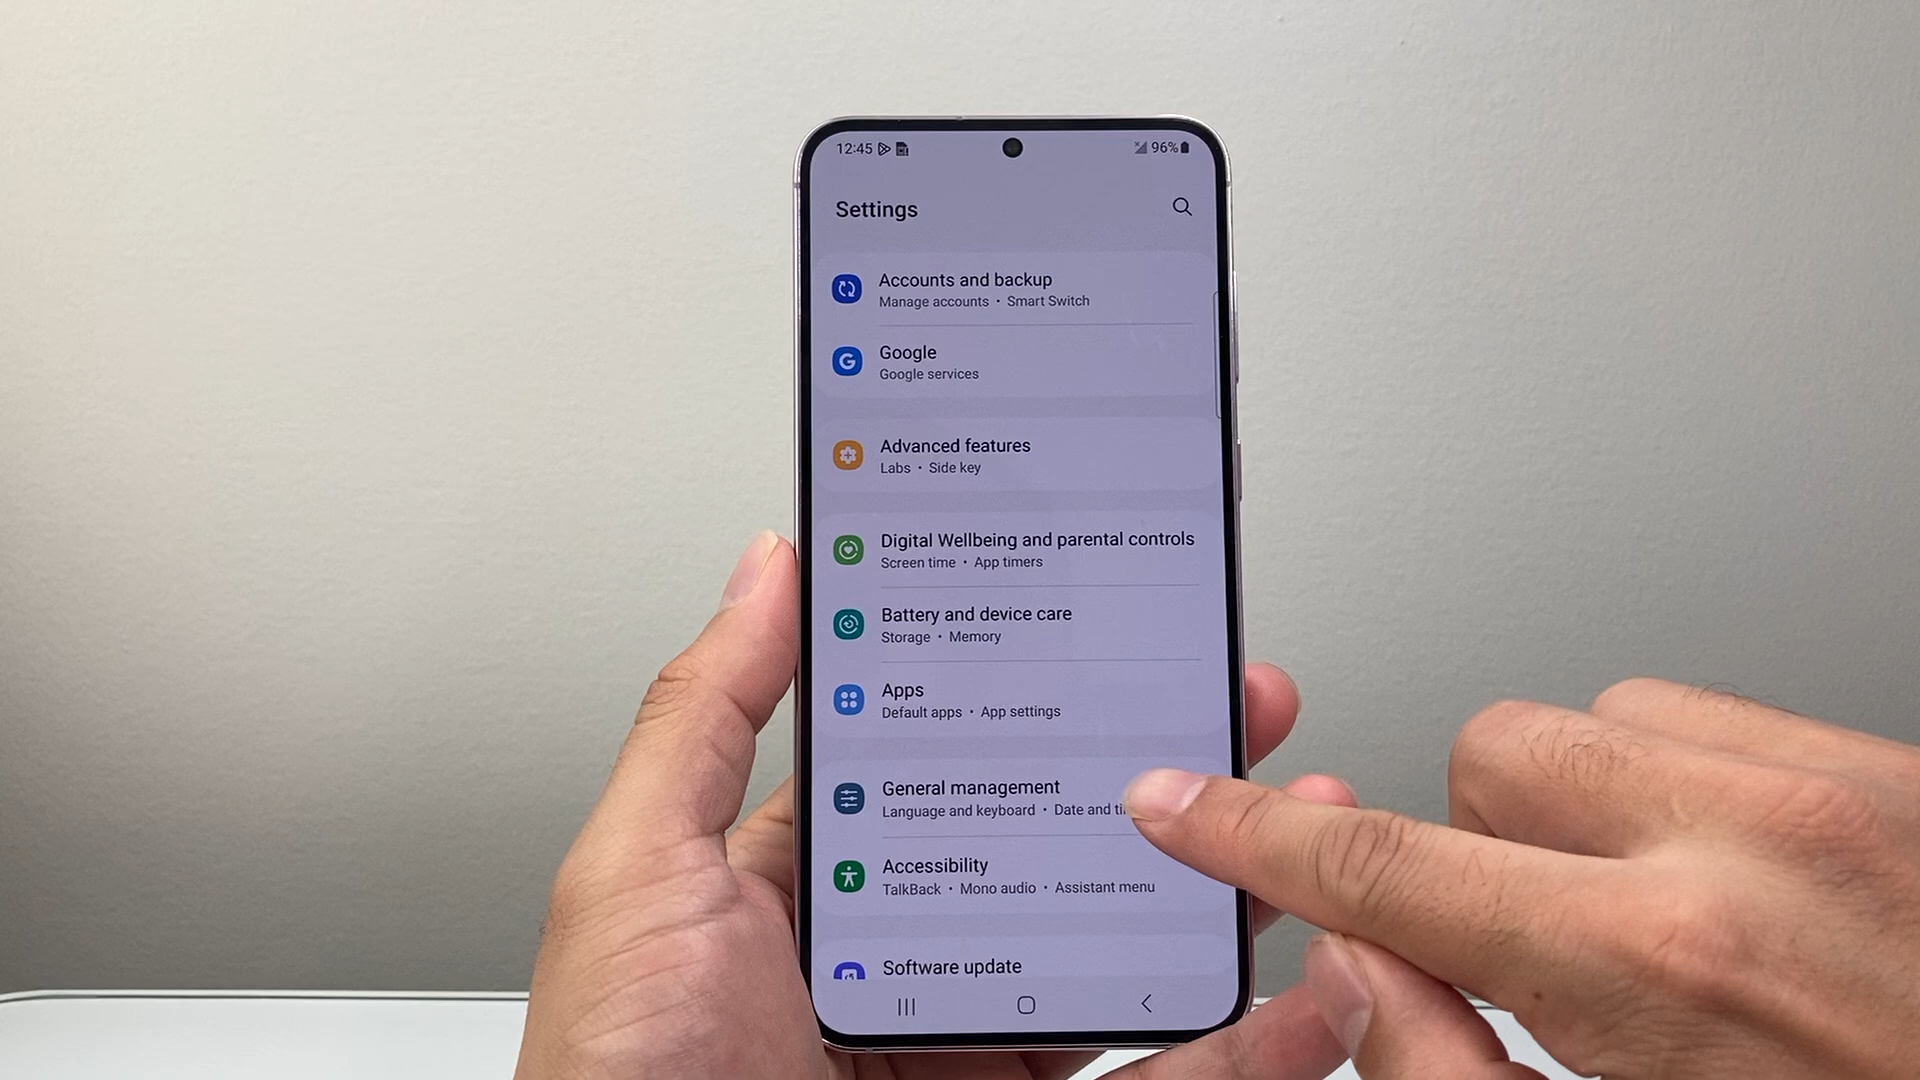 12:45
96%
Settings
Accounts and backup
Manage accounts • Smart Switch
Google
Google services
Advanced features
Labs • Side key
Digital Wellbeing and parental controls
Screen time • App timers
Battery and device care
Storage • Memory
Apps
Default apps • App settings
General management
Language and keyboard • Date and
Accessibility
TalkBack • Mono audio • Assistant menu
Software update